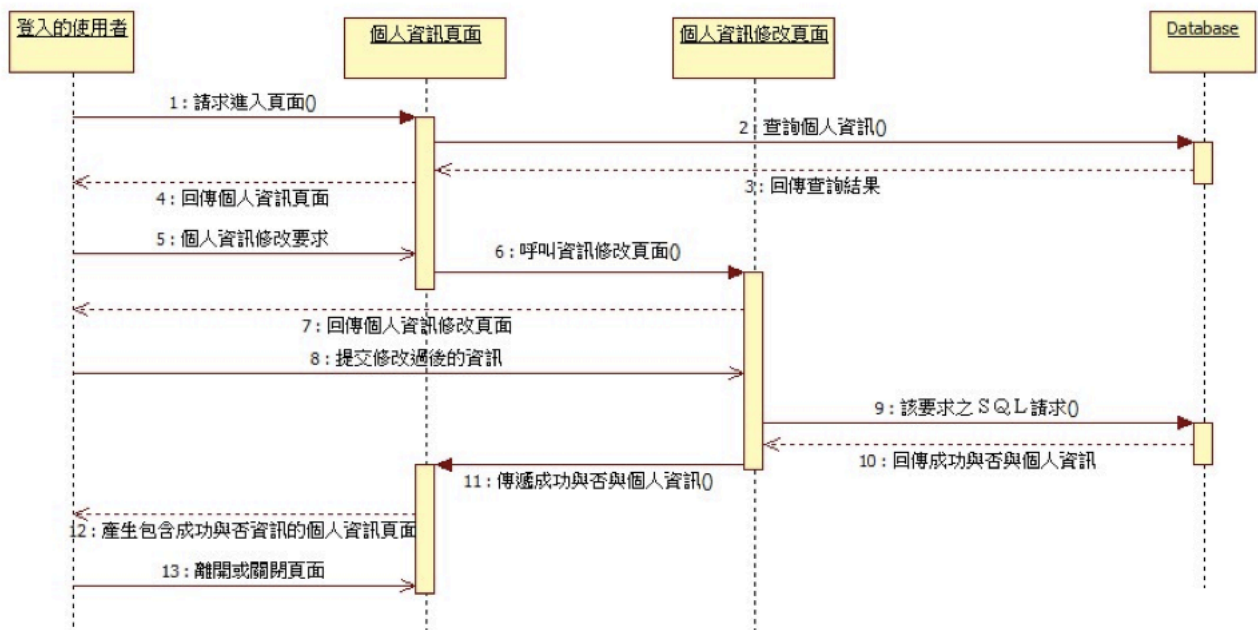 登入的使用者
個人資訊頁面
個人資訊修改頁面
Database
1 : 請求進入頁面()
2 : 查詢個人資訊()
3 : 回傳查詢結果
4 : 回傳個人資訊頁面
5 : 個人資訊修改要求
6 : 呼叫資訊修改頁面()
7 : 回傳個人資訊修改頁面
8 : 提交修改過後的資訊
9 : 該要求之ＳＱＬ請求()
10 : 回傳成功與否與個人資訊
11 : 傳遞成功與否與個人資訊()
12 : 產生包含成功與否資訊的個人資訊頁面
13 : 離開或關閉頁面